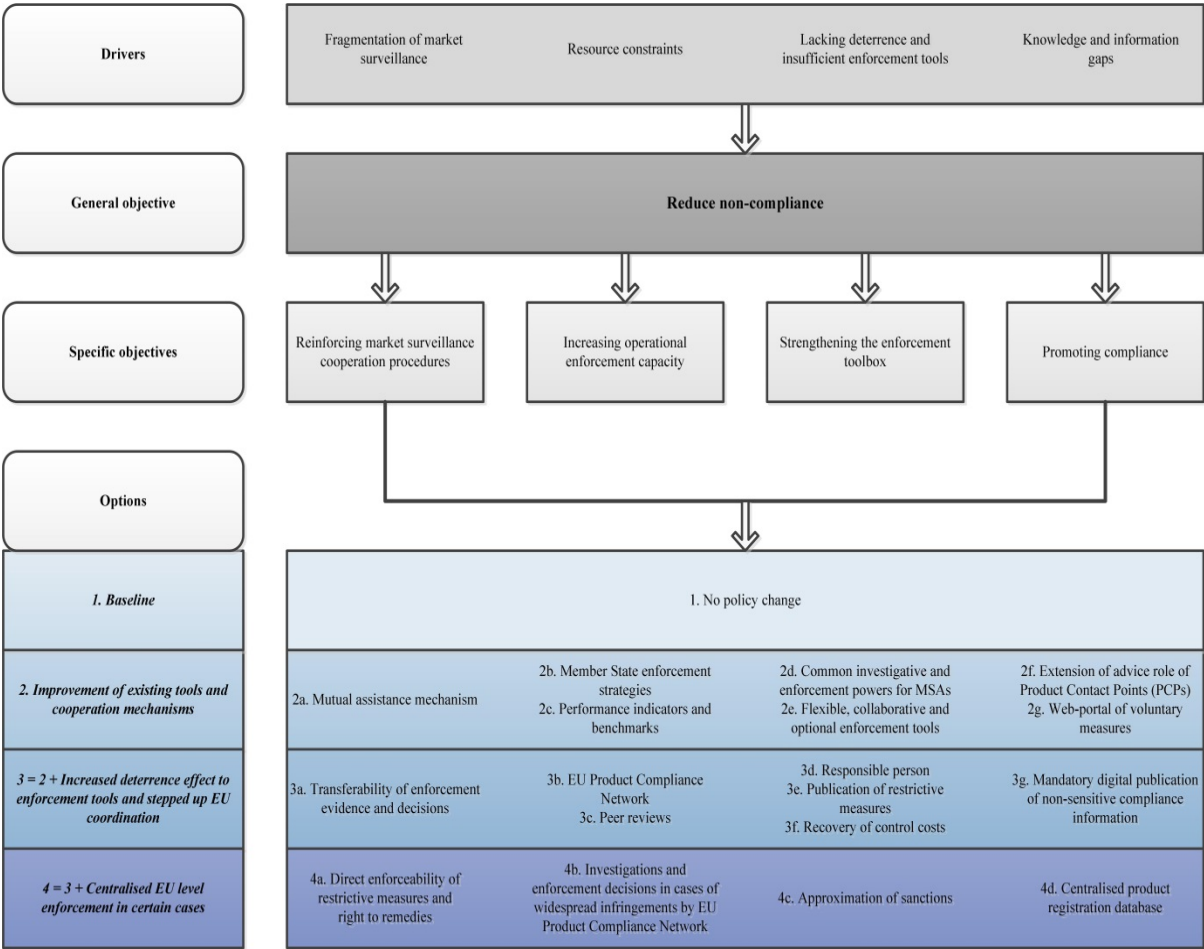 Drivers
Fragmentation of market
surveillance
Resource constraints
Lacking deterrence and
insufficient enforcement tools
Knowledge and information
gaps
General objective
Reduce non-compliance
Specific objectives
Reinforcing market surveillance
cooperation procedures
Increasing operational
enforcement capacity
Strengthening the enforcement
toolbox
Promoting compliance
Options
1. Baseline
1. No policy change
2. Improvement of existing tools and
cooperation mechanisms
2a. Mutual assistance mechanism
2b. Member State enforcement
strategies
2c. Performance indicators and
benchmarks
2d. Common investigative and
enforcement powers for MSAs
2e. Flexible, collaborative and
optional enforcement tools
2f. Extension of advice role of
Product Contact Points (PCPs)
2g. Web-portal of voluntary
measures
3 = 2 + Increased deterrence effect to
enforcement tools and stepped up EU
coordination
3a. Transferability of enforcement
evidence and decisions
3b. EU Product Compliance
Network
3c. Peer reviews
3d. Responsible person
3e. Publication of restrictive
measures
3f. Recovery of control costs
3g. Mandatory digital publication
of non-sensitive compliance
information
4 = 3 + Centralised EU level
enforcement in certain cases
4a. Direct enforceability of
restrictive measures and
right to remedies
4b. Investigations and
enforcement decisions in cases of
widespread infringements by EU
Product Compliance Network
4c. Approximation of sanctions
4d. Centralised product
registration database